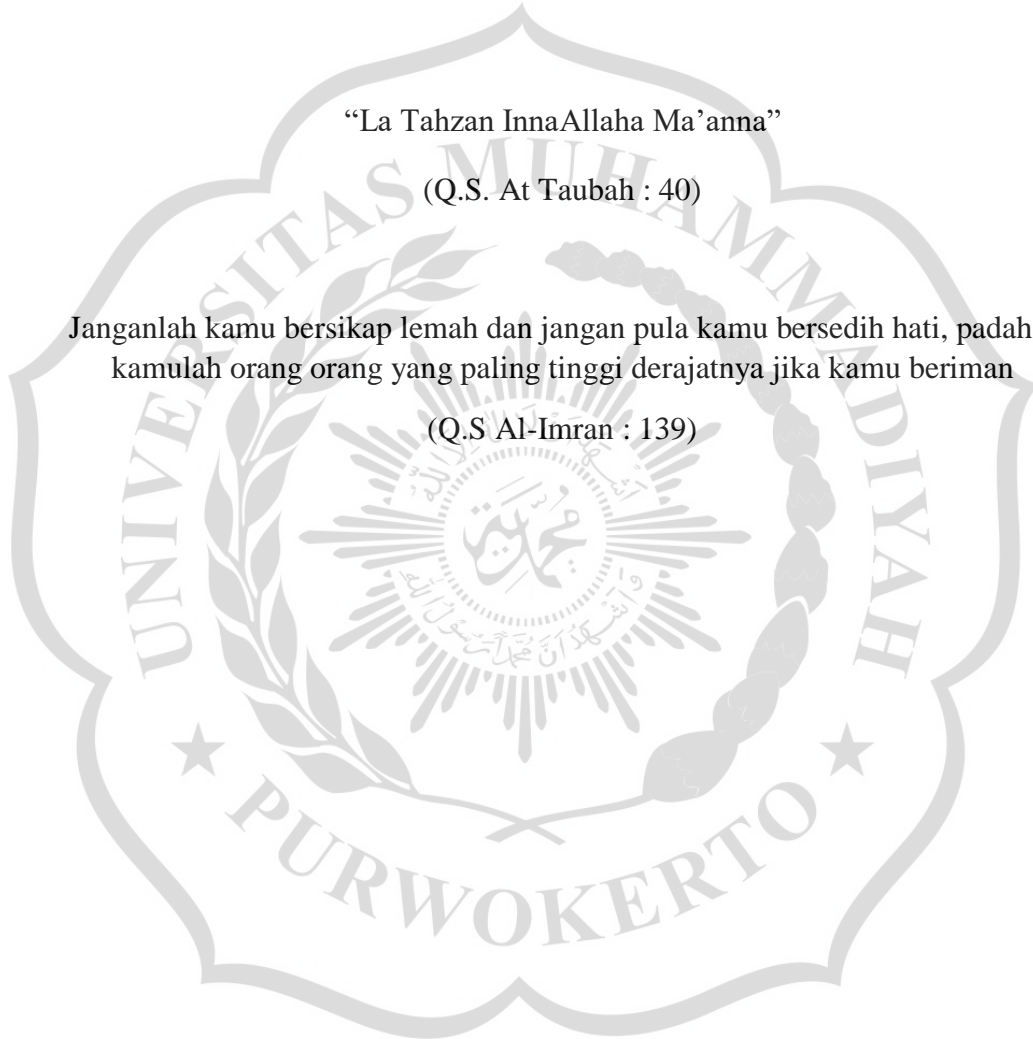 “La Tahzan InnaAllaha Ma’anna”
(Q.S. At Taubah : 40)
Janganlah kamu bersikap lemah dan jangan pula kamu bersedih hati, padah
kamulah orang orang yang paling tinggi derajatnya jika kamu beriman
(Q.S Al-Imran : 139)
UNIVERSITAS MUHAMMADIYAH
PURWOKERTO